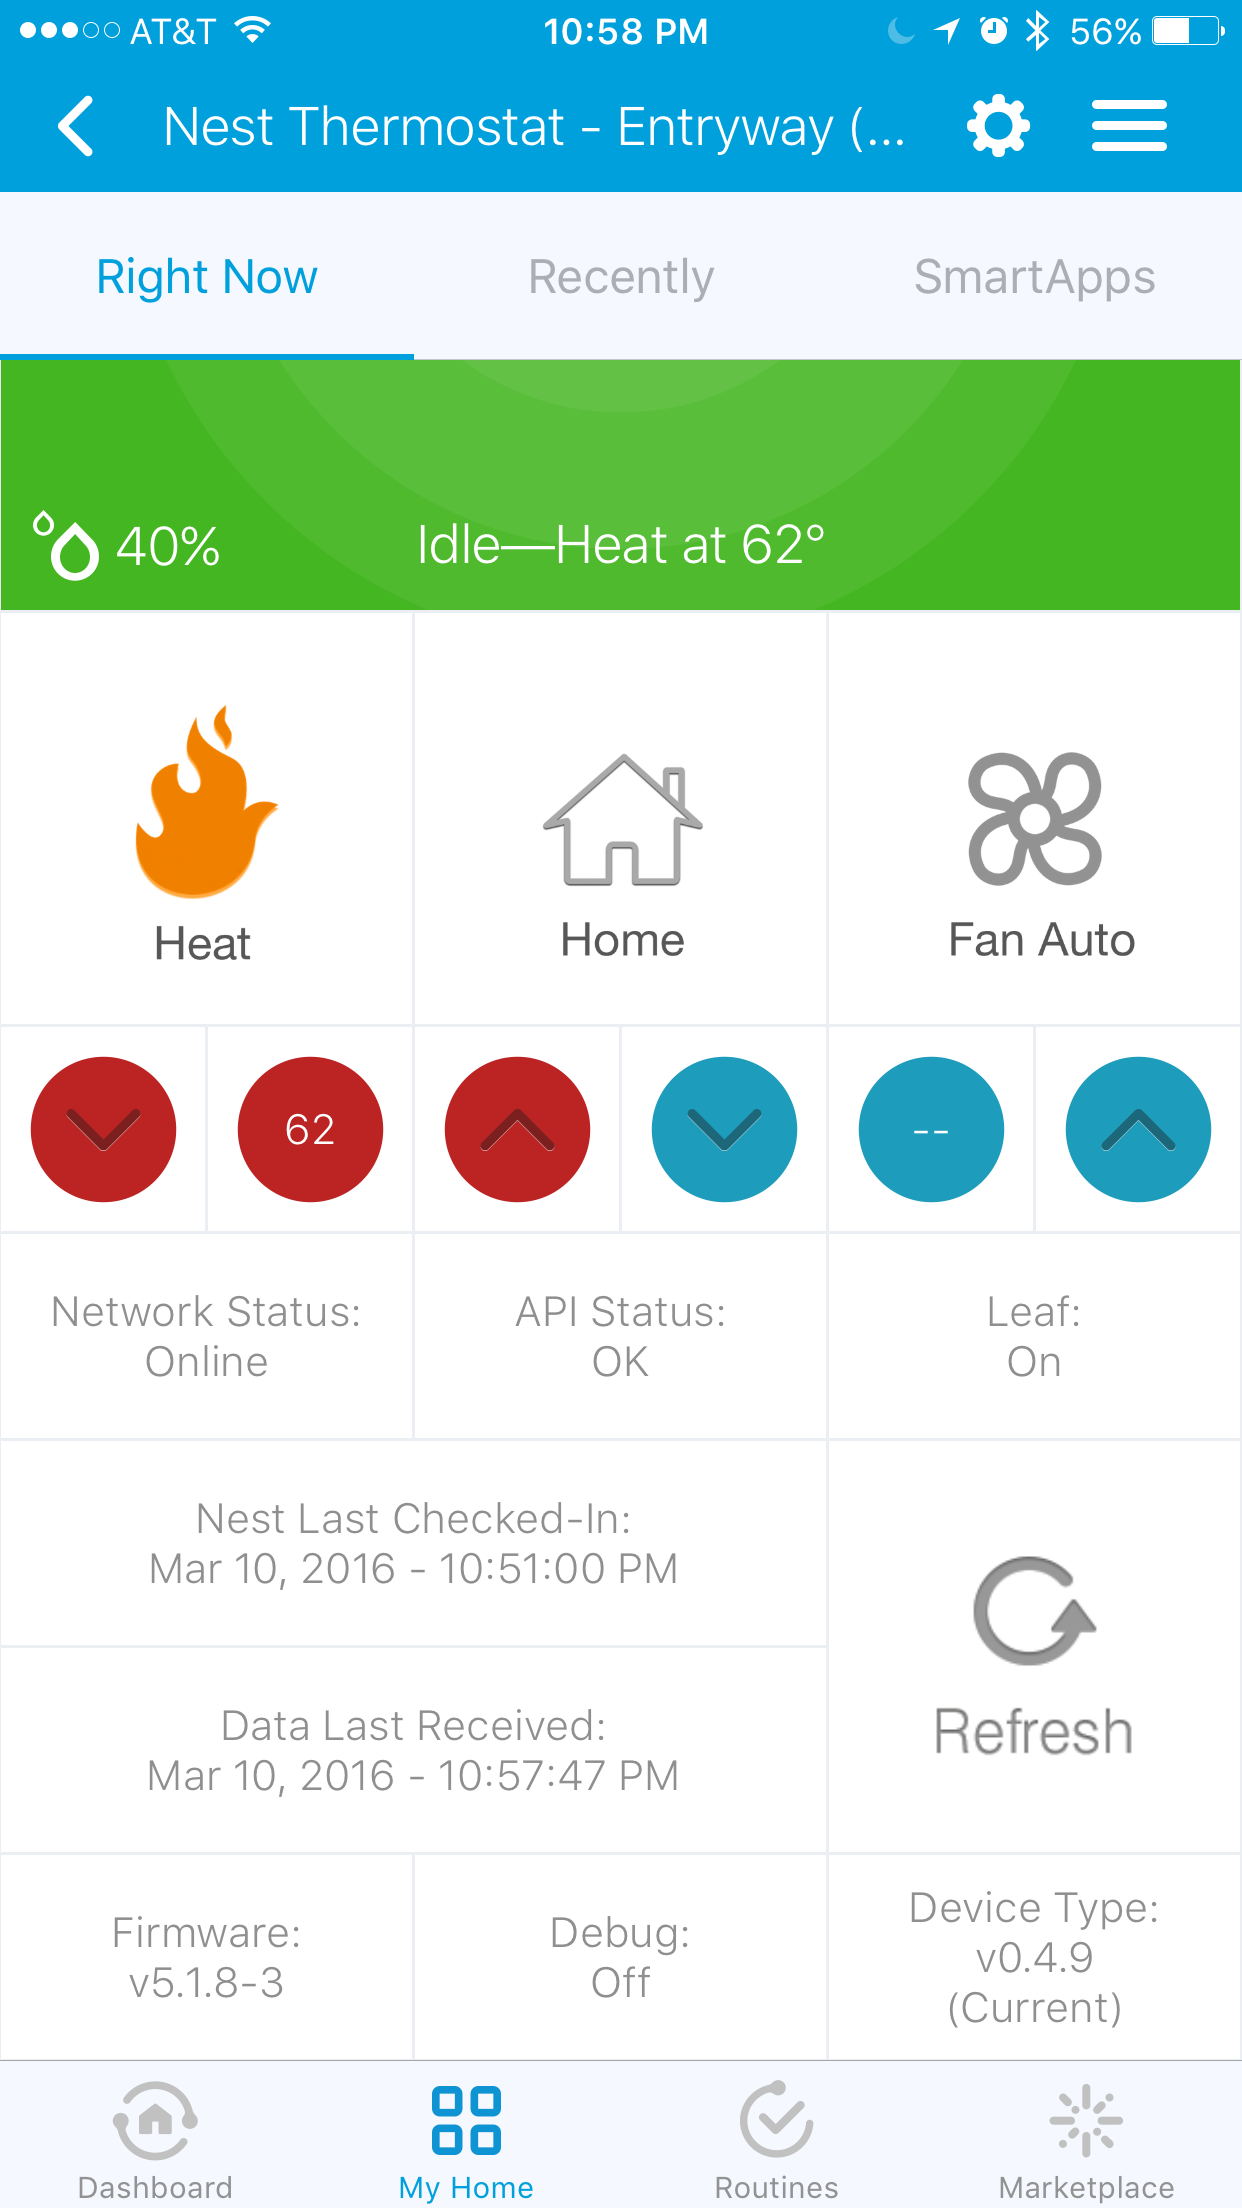 AT&T 10:58 PM 56%
Nest Thermostat - Entryway (...
Right Now Recently SmartApps
40% Idle—Heat at 62°
Heat Home Fan Auto
62 --
Network Status: API Status: Leaf:
Online OK On
Nest Last Checked-In:
Mar 10, 2016 - 10:51:00 PM
Data Last Received:
Mar 10, 2016 - 10:57:47 PM
Refresh
Firmware:
v5.1.8-3
Debug:
Off
Device Type:
v0.4.9
(Current)
Dashboard My Home Routines Marketplace